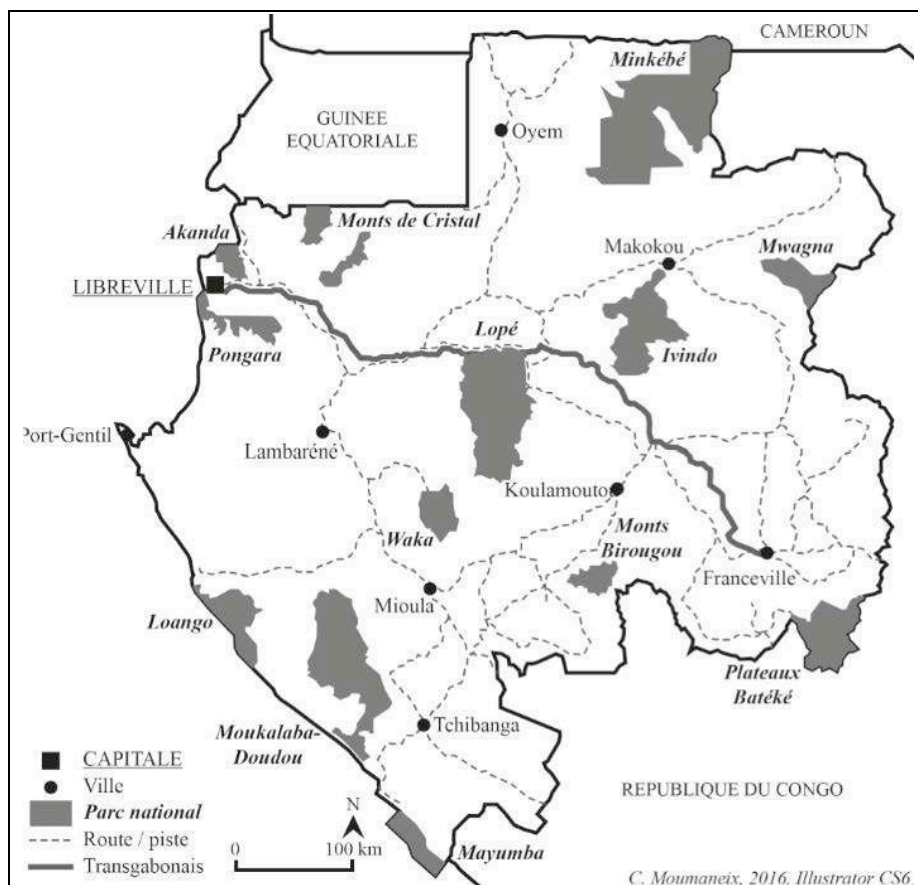 CAMEROUN
Minkébé
GUINEE
EQUATORIALE
Oyem
Monts de Cristal
Akanda
Makokou
Mwagna
LIBREVILLE
Lopé
Pongara
Ivindo
Port-Gentil
Lambaréné
Koulamoutou
Waka
Monts
Birougou
Franceville
Mioula
Loango
Plateaux
Batéké
Moukalaba-
Doudou
Tchibanga
CAPITALE
Ville
REPUBLIQUE DU CONGO
Parc national
N
Route / piste
0 100 km
Mayumba
Transgabonais
C. Moumaneix, 2016, Illustrator CS6